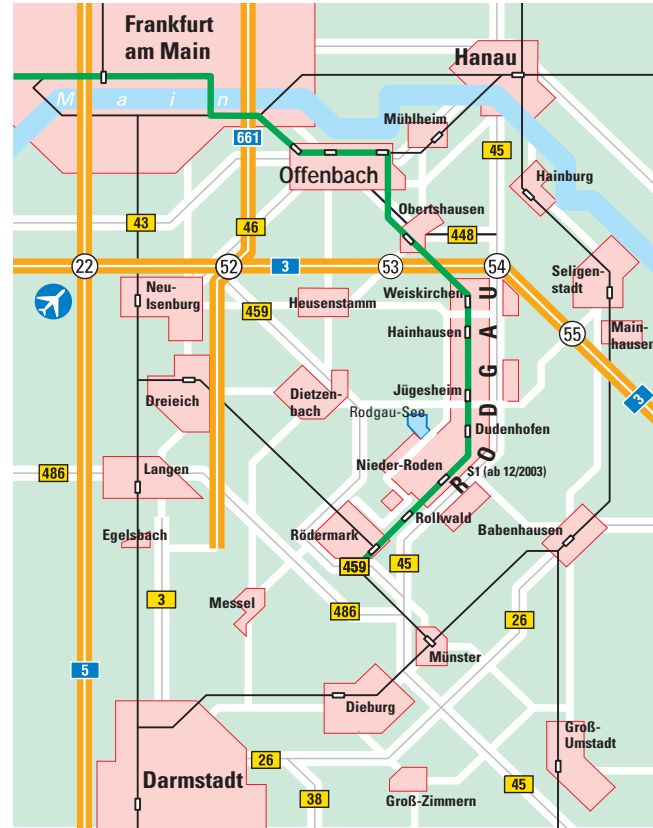 Frankfurt
am Main
Hanau
Main
Mühlheim
661
45
Offenbach
Hainburg
Obertshausen
43
46
448
22
52
3
53
54
Weiskirchen
Seligen-
stadt
Neu-
Isenburg
459
Heusenstamm
Hainhausen
55
Main-
hausen
RODGAU
Dreieich
Dietzen-
bach
Jügesheim
3
Rodgau-See
Dudenhofen
486
Langen
Nieder-Roden
S1 (ab 12/2003)
Egelsbach
Rödermark
Rollwald
Babenhausen
459
45
3
Messel
486
26
5
Münster
Dieburg
Groß-
Umstadt
26
Darmstadt
38
Groß-Zimmern
45